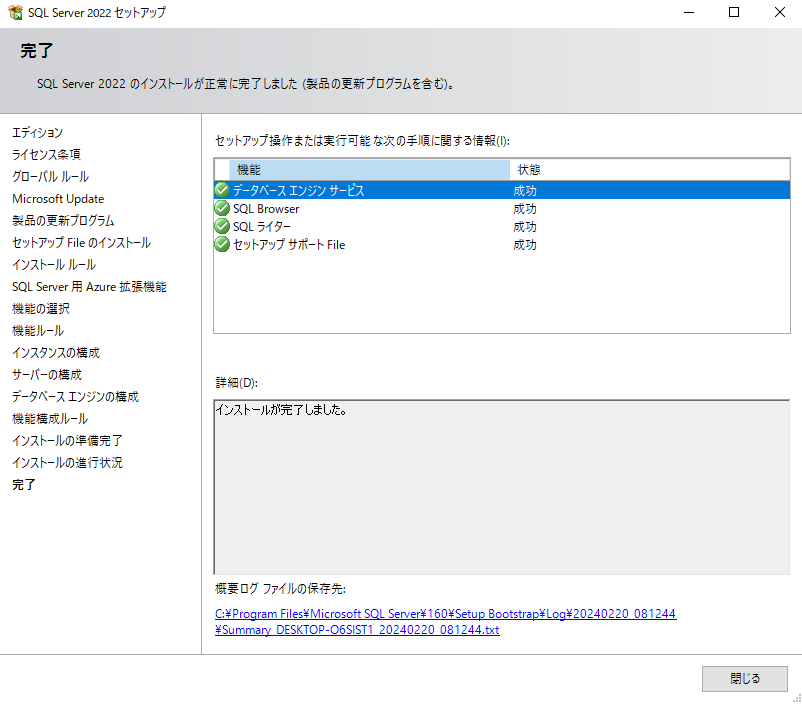 SQL Server 2022 セットアップ
完了
SQL Server 2022 のインストールが正常に完了しました (製品の更新プログラムを含む)。
エディション
ライセンス条項
グローバル ルール
Microsoft Update
製品の更新プログラム
セットアップ File のインストール
インストール ルール
SQL Server 用 Azure 拡張機能
機能の選択
機能ルール
インスタンスの構成
サーバーの構成
データベース エンジンの構成
機能構成ルール
インストールの準備完了
インストールの進行状況
完了
セットアップ操作または実行可能な次の手順に関する情報(I):
機能 状態
データベース エンジン サービス 成功
SQL Browser 成功
SQL ライター 成功
セットアップ サポート File 成功
詳細(D):
インストールが完了しました。
概要ログ ファイルの保存先:
C:¥Program Files¥Microsoft SQL Server¥160¥Setup Bootstrap¥Log¥20240220_081244
¥Summary_DESKTOP-O6SIST1_20240220_081244.txt
閉じる